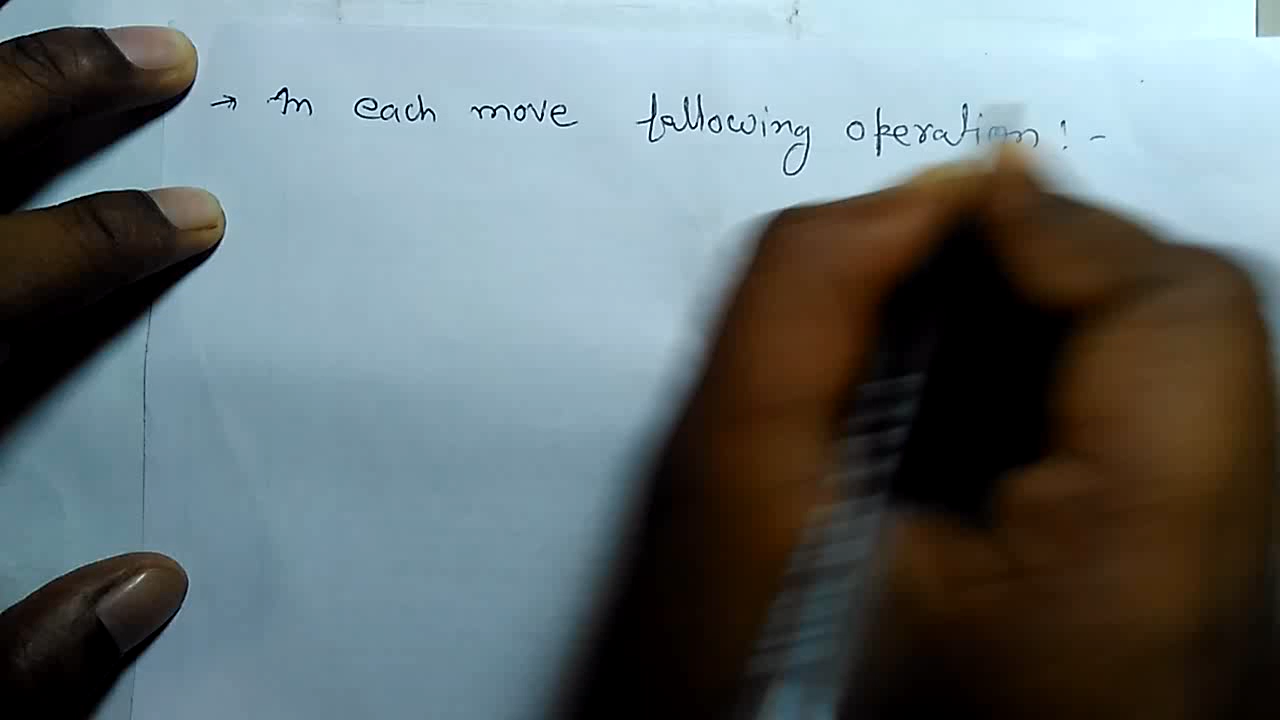 → In each move following operation :-